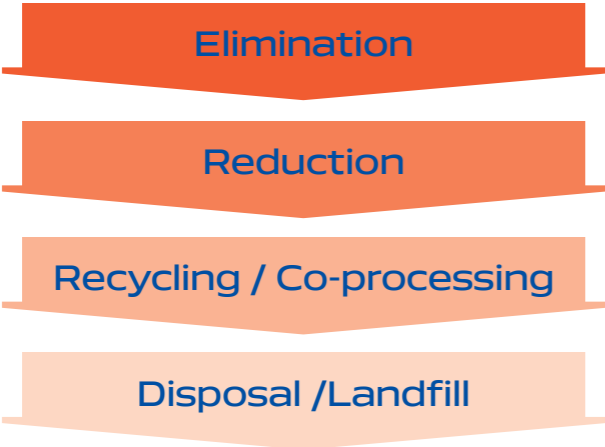 Elimination
Reduction
Recycling / Co-processing
Disposal /Landfill